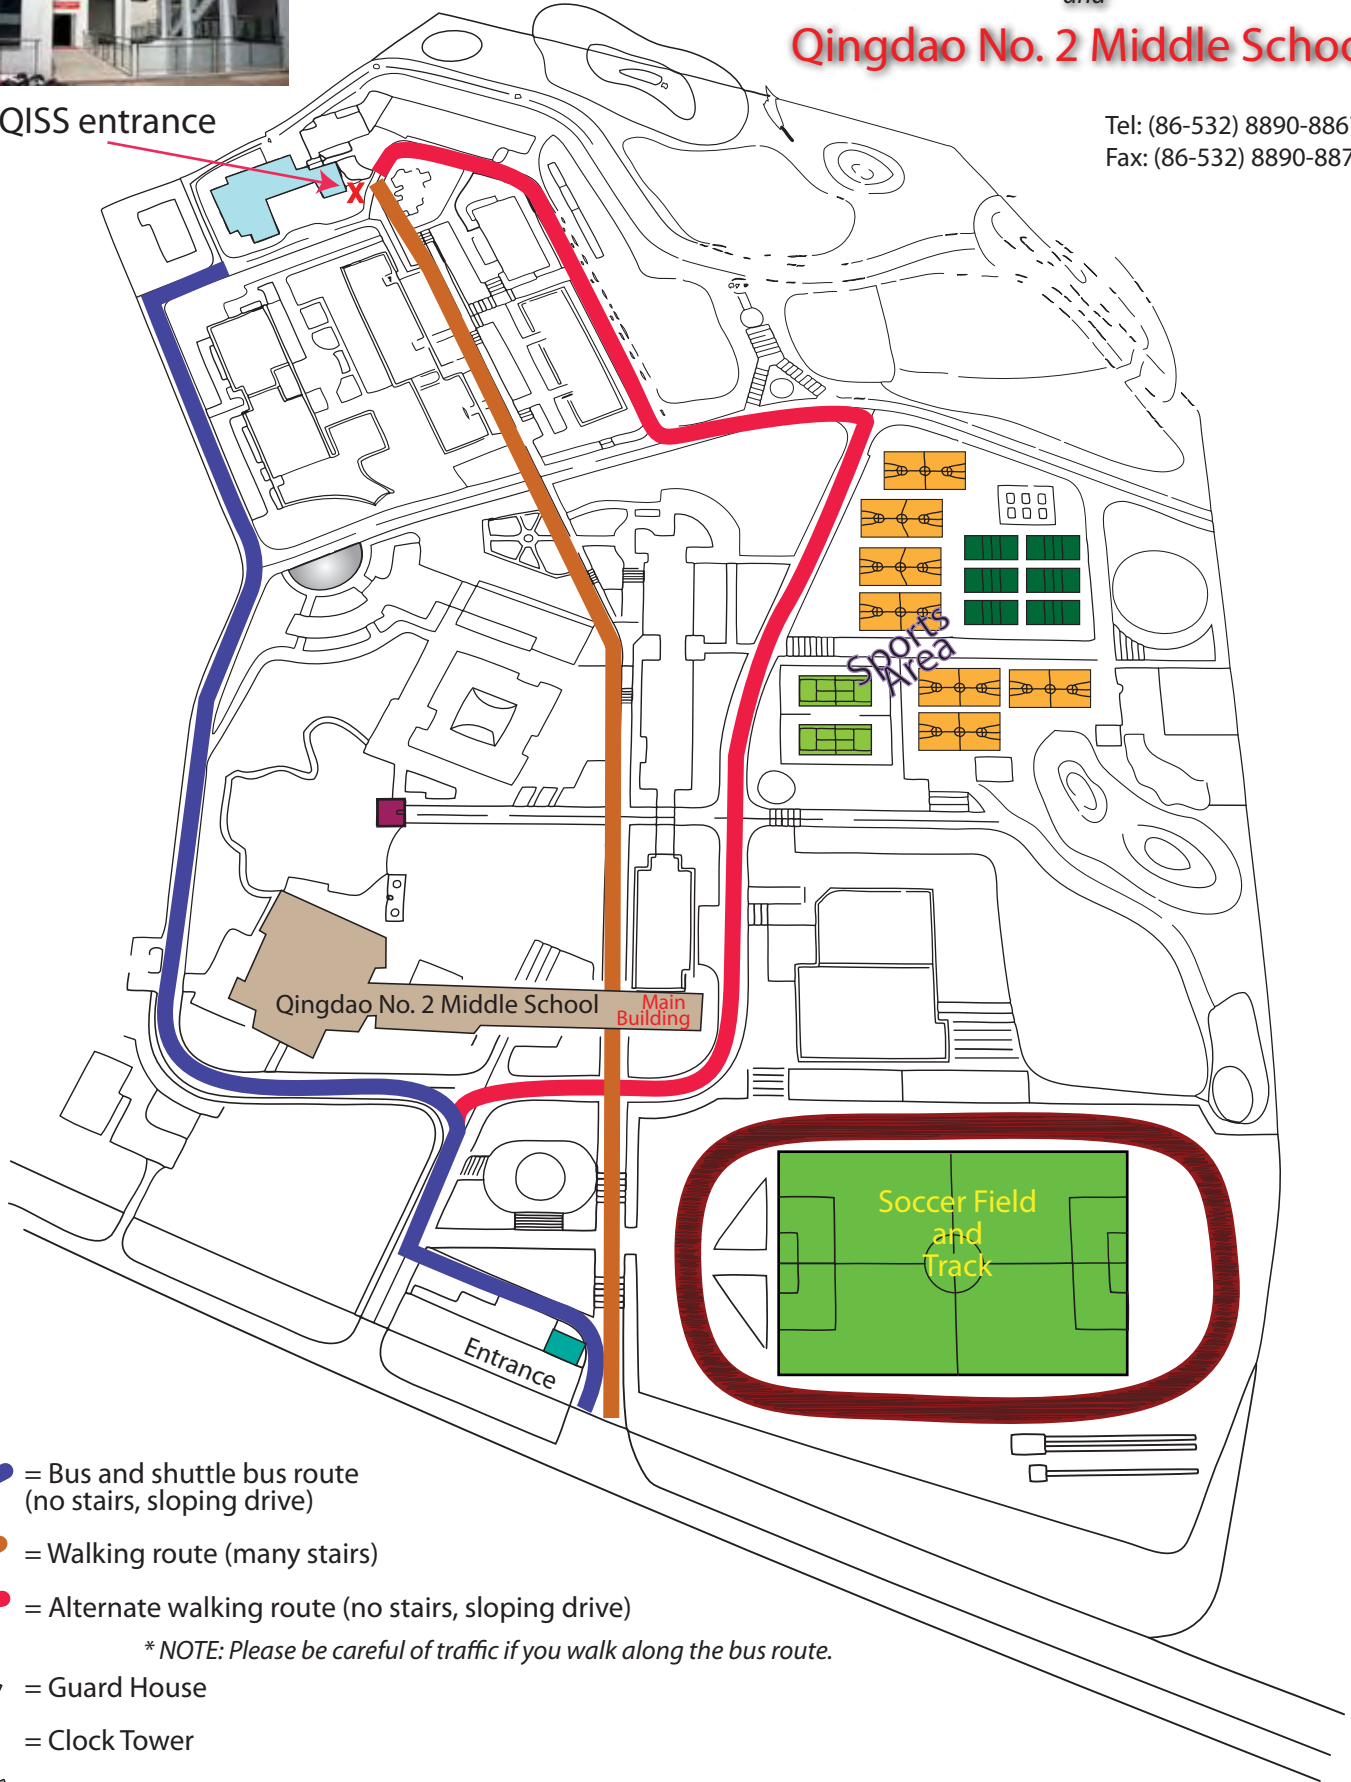 and
Qingdao No. 2 Middle Schoo
Tel: (86-532) 8890-886
Fax: (86-532) 8890-887
QISS entrance
X
Sports
Area
Qingdao No. 2 Middle School
Main
Building
Soccer Field
and
Track
Entrance
= Bus and shuttle bus route
(no stairs, sloping drive)
= Walking route (many stairs)
= Alternate walking route (no stairs, sloping drive)
* NOTE: Please be careful of traffic if you walk along the bus route.
= Guard House
= Clock Tower